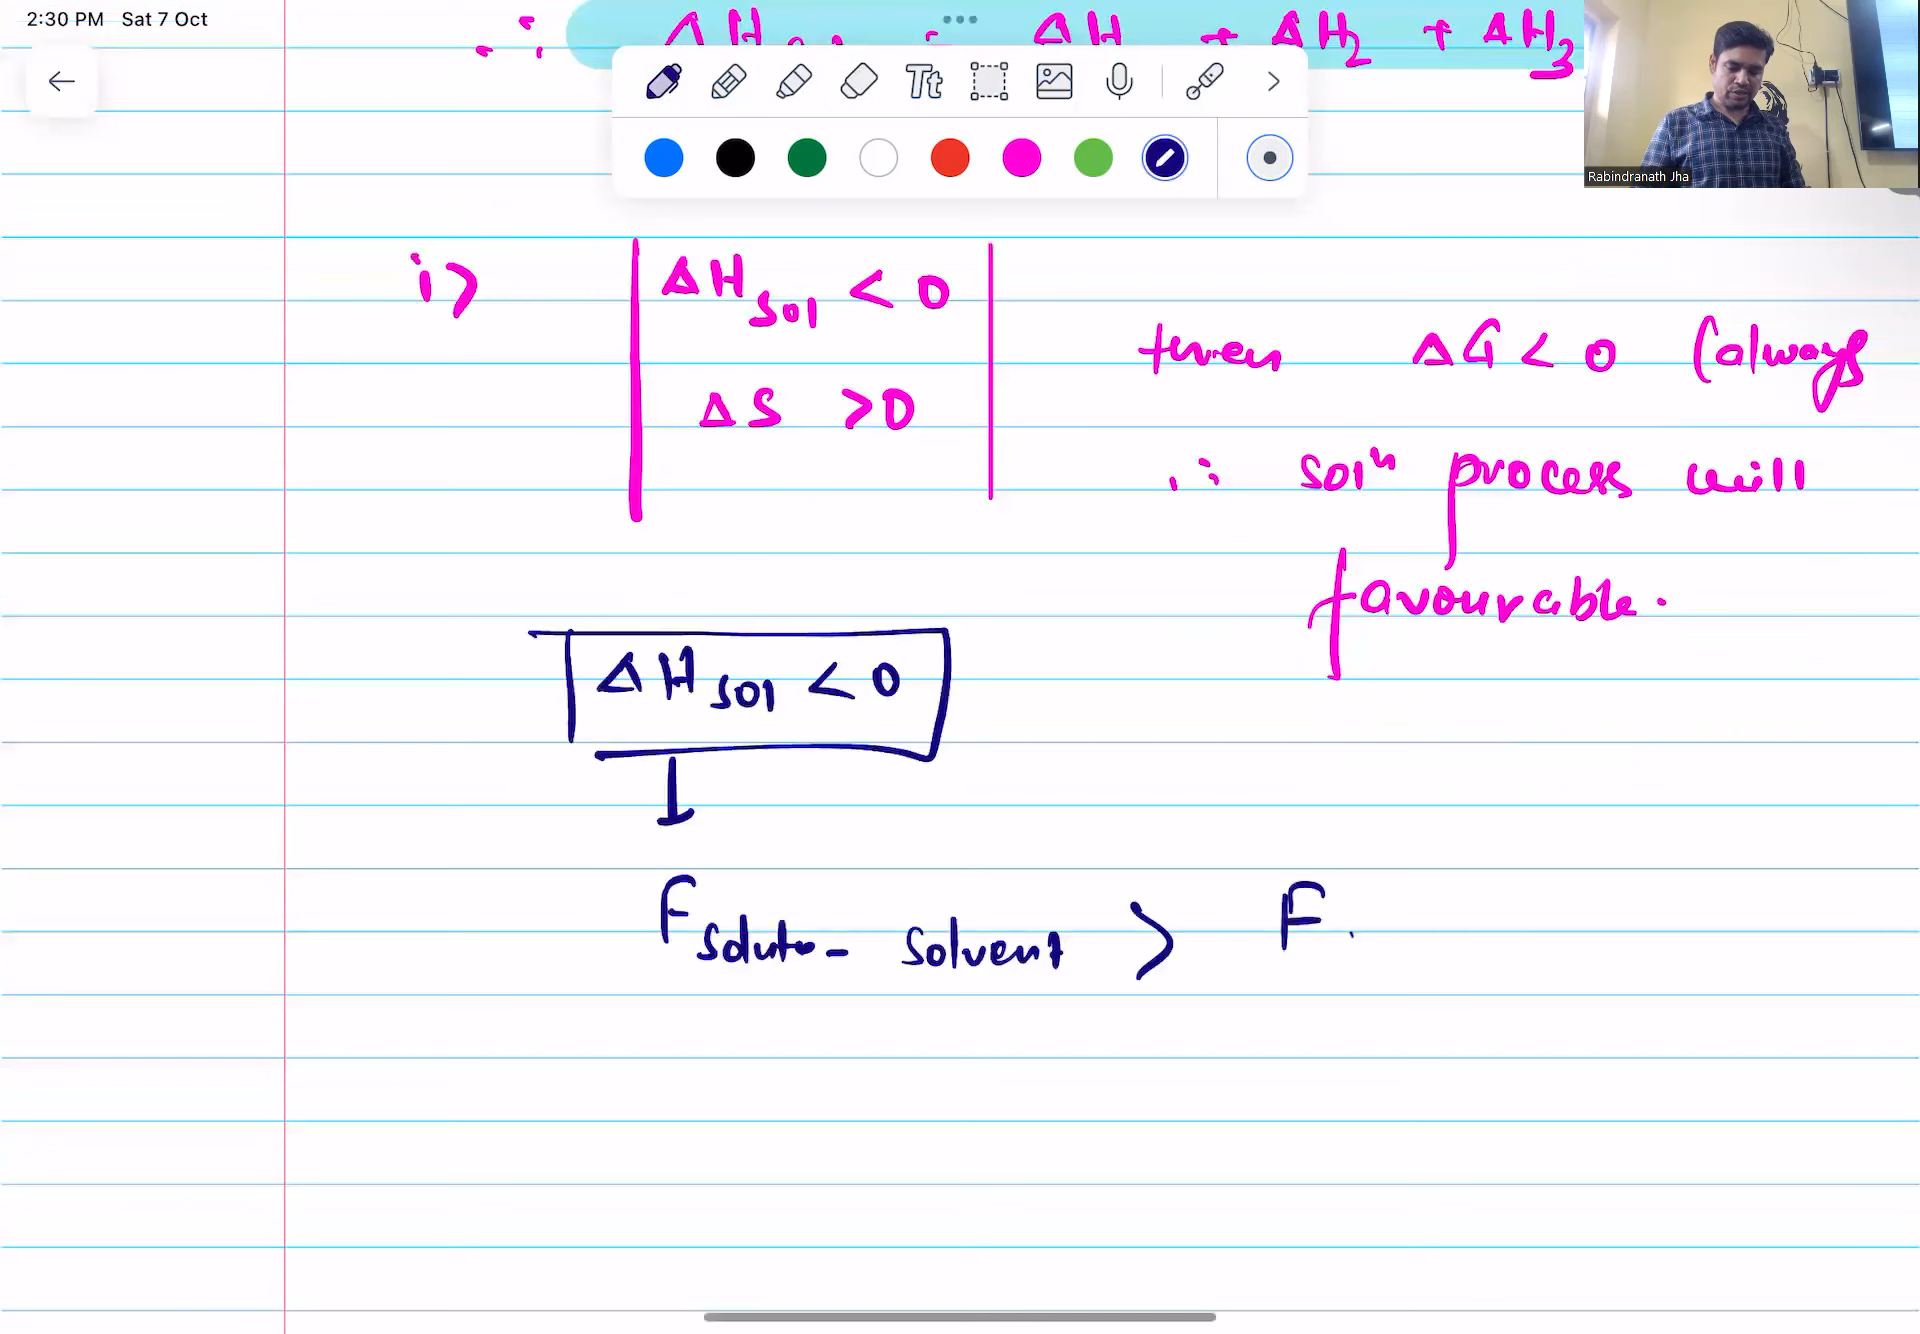 2:30 PM Sat 7 Oct
∴ ΔH = ΔH + ΔH2 + ΔH3
Tt
Rabindranath Jha
i> ΔHsol < 0
then ΔG < 0 (always
ΔS > 0
∴ solⁿ process will
favourable.
ΔHsol < 0
Fsolute-solvent > F